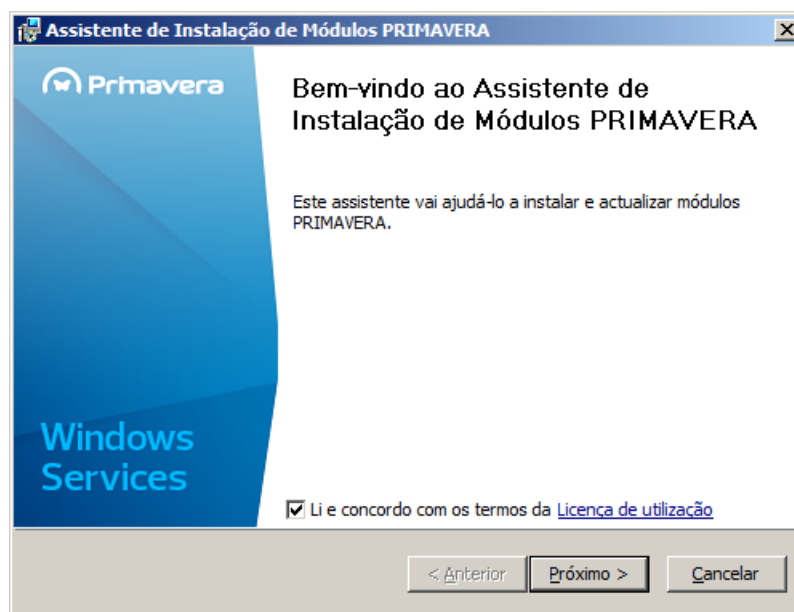 Assistente de Instalação de Módulos PRIMAVERA
Primavera
Bem-vindo ao Assistente de
Instalação de Módulos PRIMAVERA
Este assistente vai ajudá-lo a instalar e actualizar módulos
PRIMAVERA.
Windows
Services
Li e concordo com os termos da Licença de utilização
< Anterior
Próximo >
Cancelar